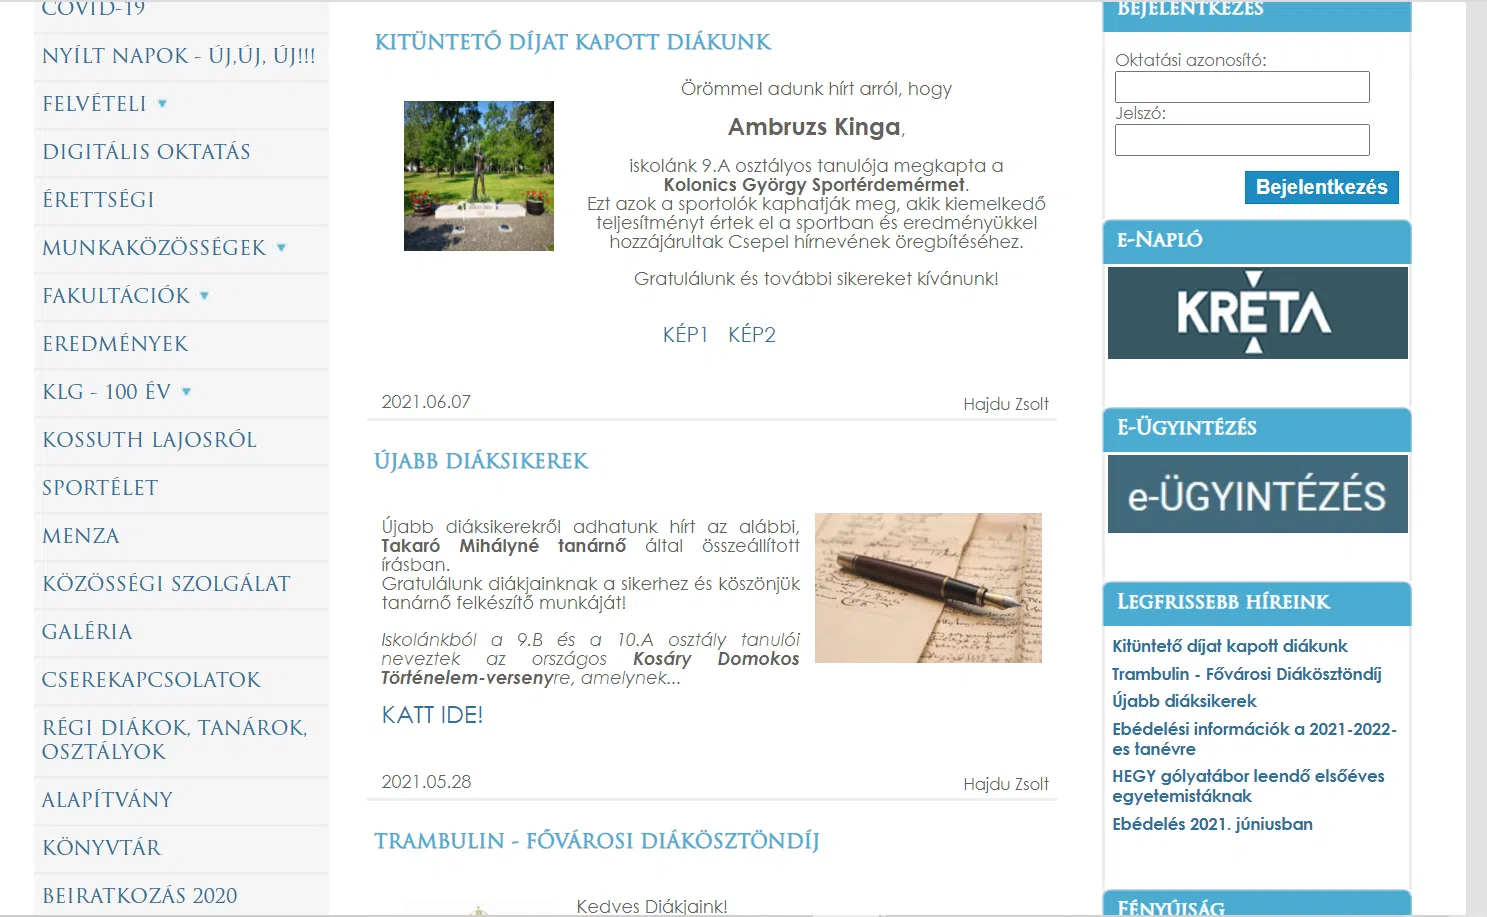 COVID-19
NYÍLT NAPOK - ÚJ,ÚJ, ÚJ!!!
FELVÉTELI
DIGITÁLIS OKTATÁS
ÉRETTSÉGI
MUNKAKÖZÖSSÉGEK
FAKULTÁCIÓK
EREDMÉNYEK
KLG - 100 ÉV
KOSSUTH LAJOSRÓL
SPORTÉLET
MENZA
KÖZÖSSÉGI SZOLGÁLAT
GALÉRIA
CSEREKAPCSOLATOK
RÉGI DIÁKOK, TANÁROK,
OSZTÁLYOK
ALAPÍTVÁNY
KÖNYVTÁR
BEIRATKOZÁS 2020
KITÜNTETŐ DÍJAT KAPOTT DIÁKUNK
Örömmel adunk hírt arról, hogy
Ambruzs Kinga,
iskolánk 9.A osztályos tanulója megkapta a
Kolonics György Sportérdemérmet.
Ezt azok a sportolók kaphatják meg, akik kiemelkedő
teljesítményt értek el a sportban és eredményükkel
hozzájárultak Csepel hírnevének öregbítéséhez.
Gratulálunk és további sikereket kívánunk!
KÉP1 KÉP2
2021.06.07
Hajdu Zsolt
ÚJABB DIÁKSIKEREK
Újabb diáksikerekről adhatunk hírt az alábbi,
Takaró Mihályné tanárnő által összeállított
írásban.
Gratulálunk diákjainknak a sikerhez és köszönjük
tanárnő felkészítő munkáját!
Iskolánkból a 9.B és a 10.A osztály tanulói
neveztek az országos Kosáry Domokos
Történelem-versenyre, amelynek...
KATT IDE!
2021.05.28
Hajdu Zsolt
TRAMBULIN - FŐVÁROSI DIÁKÖSZTÖNDÍJ
Kedves Diákjaink!
BEJELENTKEZÉS
Oktatási azonosító:
Jelszó:
Bejelentkezés
E-NAPLÓ
KRÉTA
E-ÜGYINTÉZÉS
e-ÜGYINTÉZÉS
LEGFRISSEBB HÍREINK
Kitüntető díjat kapott diákunk
Trambulin - Fővárosi Diákösztöndíj
Újabb diáksikerek
Ebédelési információk a 2021-2022-
es tanévre
HEGY gólyatábor leendő elsőéves
egyetemistáknak
Ebédelés 2021. júniusban
FÉNYÚJSÁG